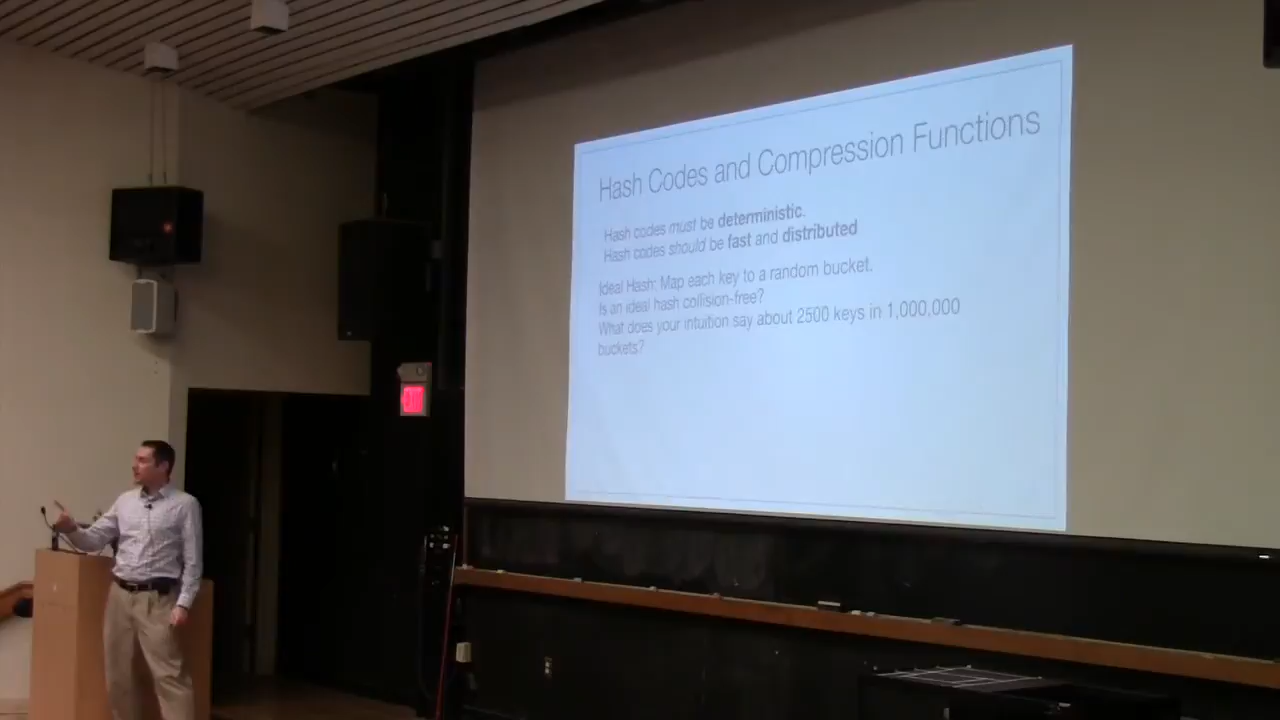 Hash Codes and Compression Functions
Hash codes must be deterministic.
Hash codes should be fast and distributed
Ideal Hash: Map each key to a random bucket.
Is an ideal hash collision-free?
What does your intuition say about 2500 keys in 1,000,000
buckets?